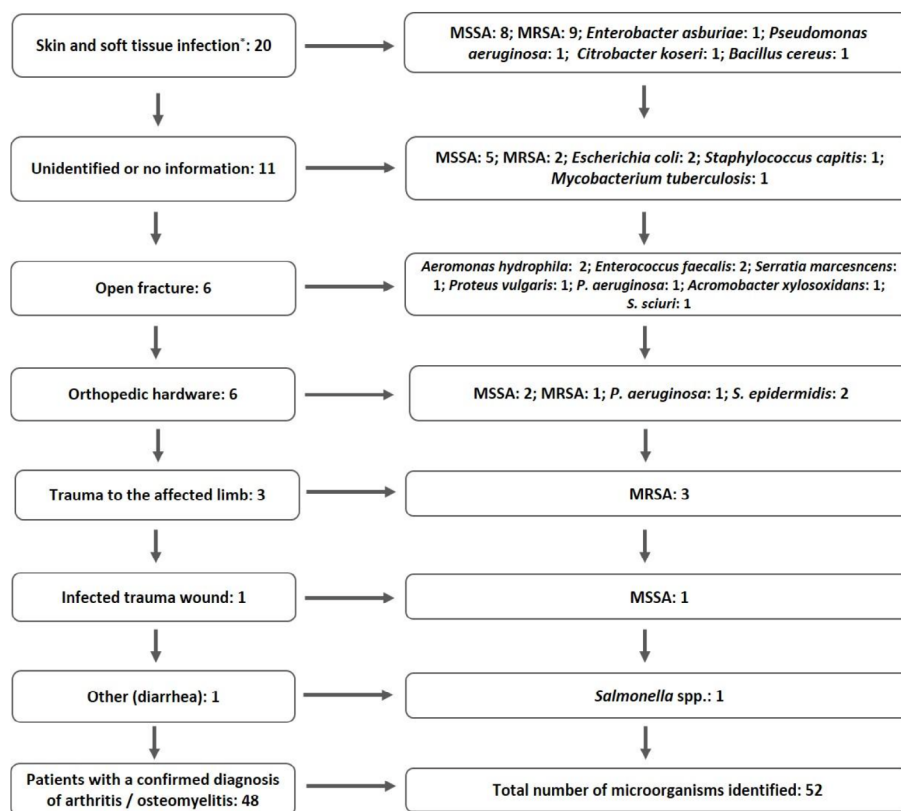 Skin and soft tissue infection*: 20
MSSA: 8; MRSA: 9; Enterobacter asburiae: 1; Pseudomonas
aeruginosa: 1; Citrobacter koseri: 1; Bacillus cereus: 1
Unidentified or no information: 11
MSSA: 5; MRSA: 2; Escherichia coli: 2; Staphylococcus capitis: 1;
Mycobacterium tuberculosis: 1
Open fracture: 6
Aeromonas hydrophila: 2; Enterococcus faecalis: 2; Serratia marcesncens:
1; Proteus vulgaris: 1; P. aeruginosa: 1; Acromobacter xylosoxidans: 1;
S. sciuri: 1
Orthopedic hardware: 6
MSSA: 2; MRSA: 1; P. aeruginosa: 1; S. epidermidis: 2
Trauma to the affected limb: 3
MRSA: 3
Infected trauma wound: 1
MSSA: 1
Other (diarrhea): 1
Salmonella spp.: 1
Patients with a confirmed diagnosis
of arthritis / osteomyelitis: 48
Total number of microorganisms identified: 52